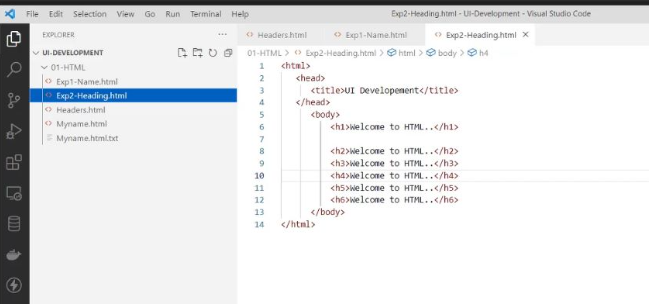 File Edit Selection View Go Run Terminal Help
Exp2-Heading.html - UI-Development - Visual Studio Code
EXPLORER ...
UI-DEVELOPMENT
01-HTML
Exp1-Name.html
Exp2-Heading.html
Headers.html
Myname.html
Myname.html.txt
Headers.html Exp1-Name.html Exp2-Heading.html
01-HTML > Exp2-Heading.html > html > body > h4
1 <html>
2 <head>
3 <title>UI Developement</title>
4 </head>
5 <body>
6 <h1>Welcome to HTML..</h1>
7
8 <h2>Welcome to HTML..</h2>
9 <h3>Welcome to HTML..</h3>
10 <h4>Welcome to HTML..</h4>
11 <h5>Welcome to HTML..</h5>
12 <h6>Welcome to HTML..</h6>
13 </body>
14 </html>